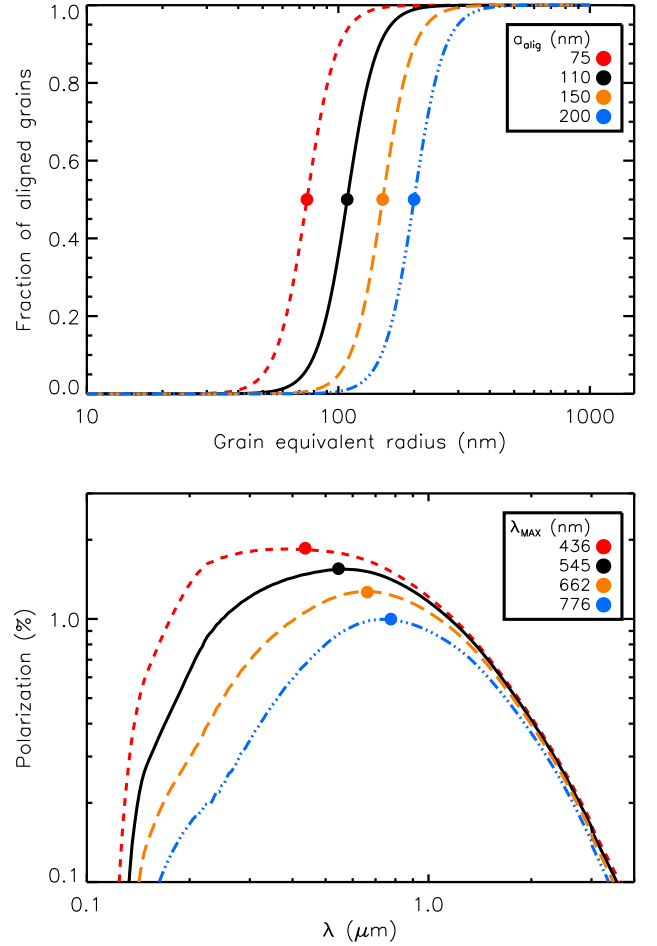 1.0
0.8
0.6
0.4
0.2
0.0
Fraction of aligned grains
a_alig (nm)
75
110
150
200
10 100 1000
Grain equivalent radius (nm)
1.0
0.1
Polarization (%)
λ_MAX (nm)
436
545
662
776
0.1 1.0
λ (μm)